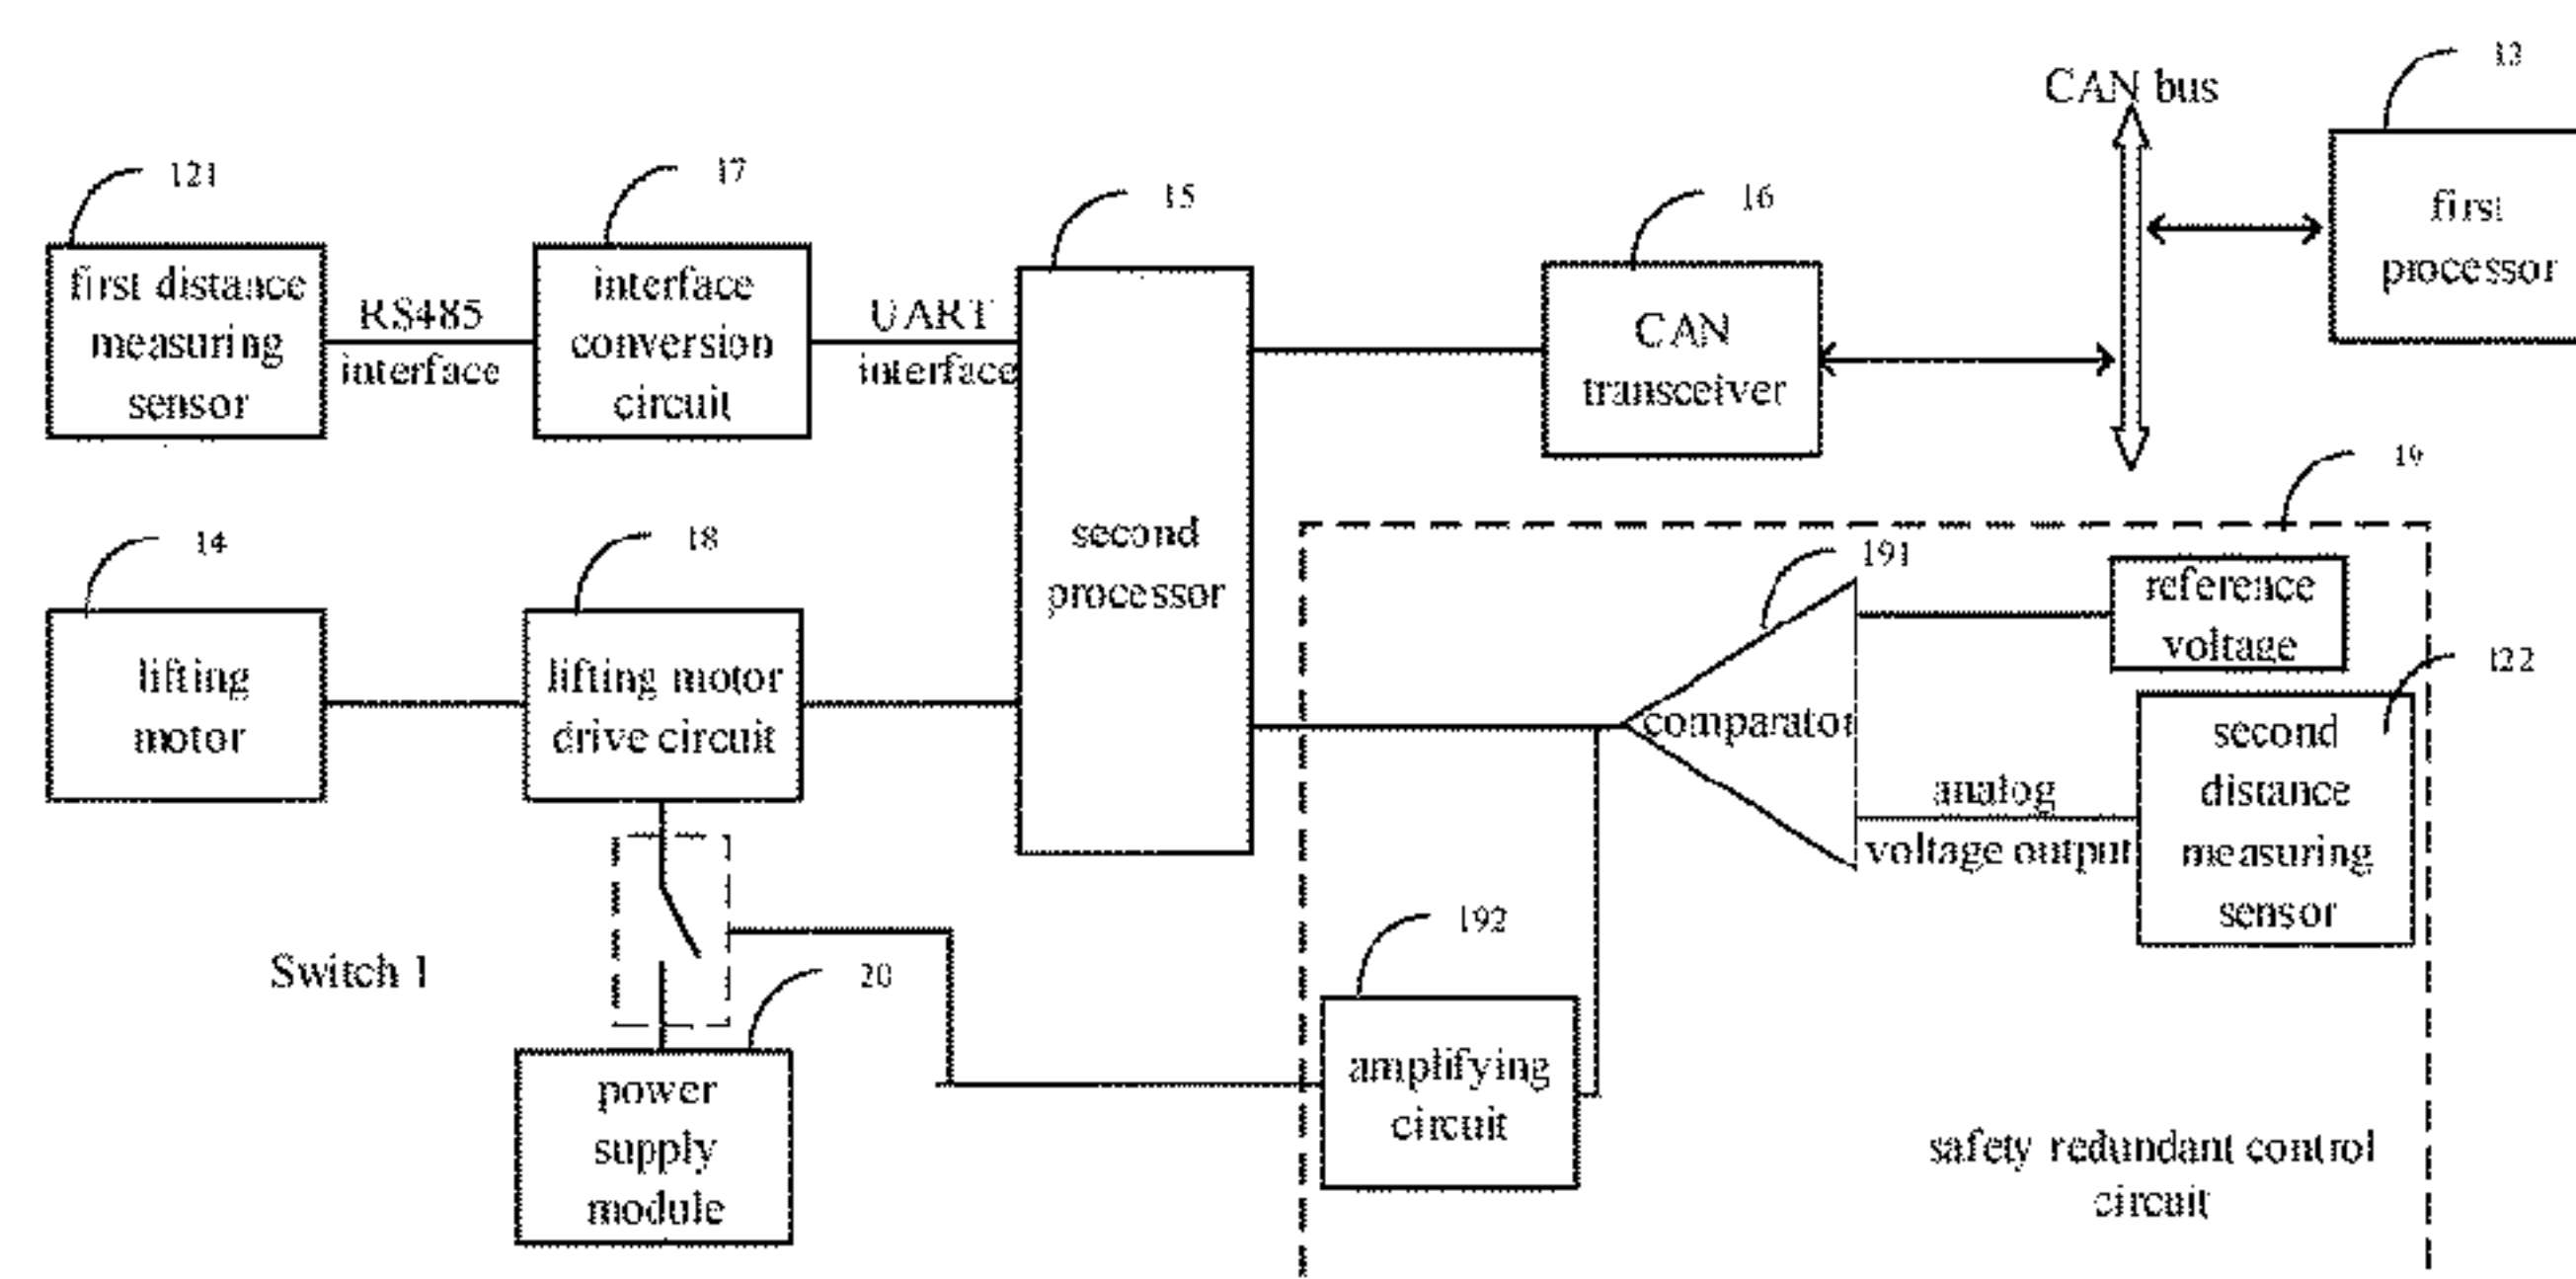 13
CAN bus
121
17
15
16
first
processor
first distance
measuring
sensor
RS485
interface
interface
conversion
circuit
UART
interface
CAN
transceiver
19
14
18
second
processor
191
reference
voltage
122
lifting
motor
lifting motor
drive circuit
comparator
second
distance
measuring
sensor
analog
voltage output
192
Switch 1
20
power
supply
module
amplifying
circuit
safety redundant control
circuit